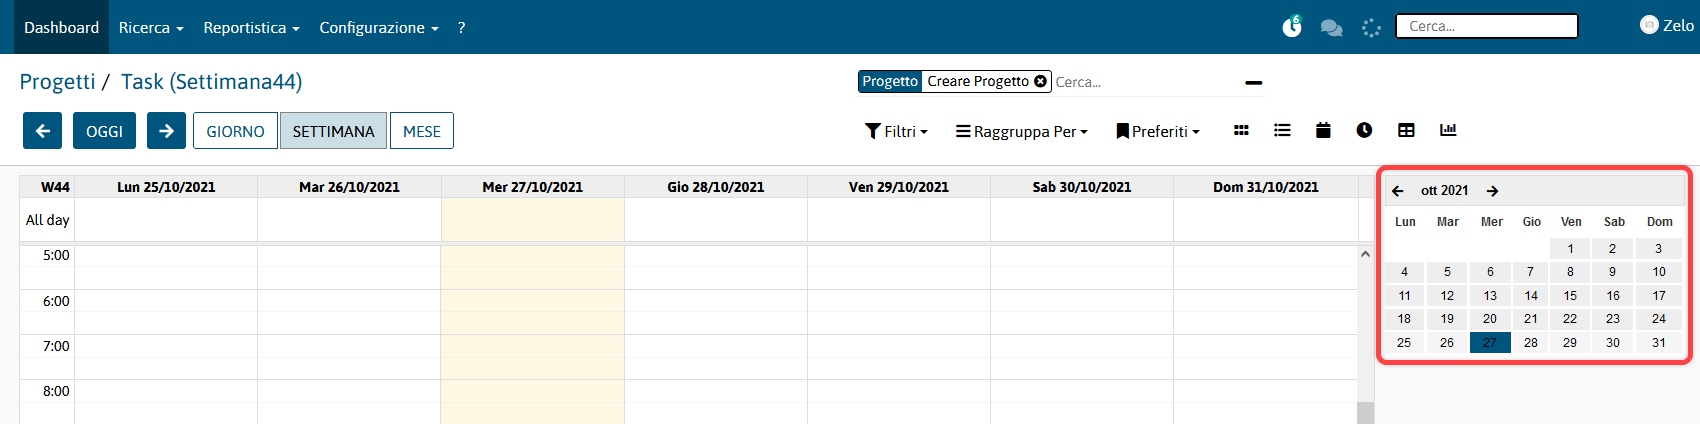 Dashboard Ricerca Reportistica Configurazione ? 6 Cerca... Zelo
Progetti / Task (Settimana44) Progetto Creare Progetto Cerca...
OGGI GIORNO SETTIMANA MESE Filtri Raggruppa Per Preferiti
W44 Lun 25/10/2021 Mar 26/10/2021 Mer 27/10/2021 Gio 28/10/2021 Ven 29/10/2021 Sab 30/10/2021 Dom 31/10/2021
All day
5:00
6:00
7:00
8:00
ott 2021
Lun Mar Mer Gio Ven Sab Dom
1 2 3
4 5 6 7 8 9 10
11 12 13 14 15 16 17
18 19 20 21 22 23 24
25 26 27 28 29 30 31